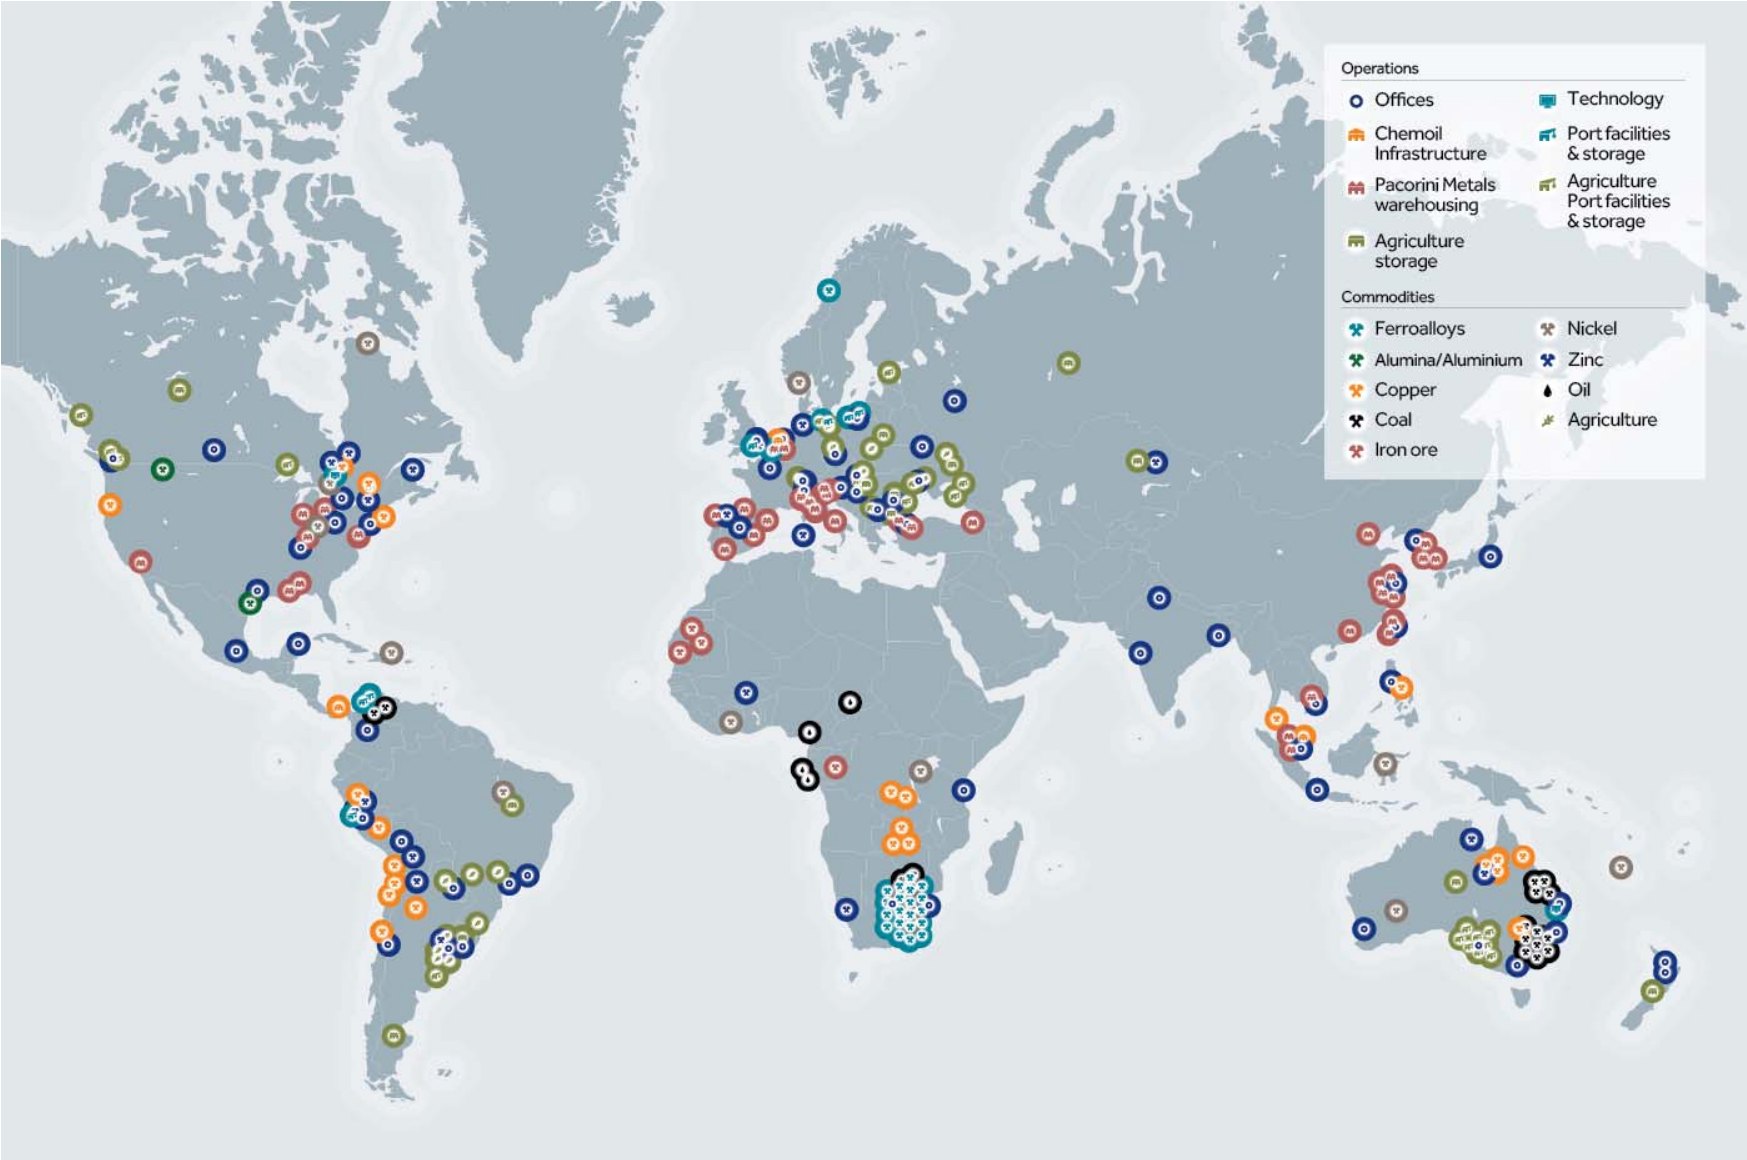 Operations
Offices
Chemoil
Infrastructure
Pacorini Metals
warehousing
Agriculture
storage
Technology
Port facilities
& storage
Agriculture
Port facilities
& storage
Commodities
Ferroalloys
Alumina/Aluminium
Copper
Coal
Iron ore
Nickel
Zinc
Oil
Agriculture